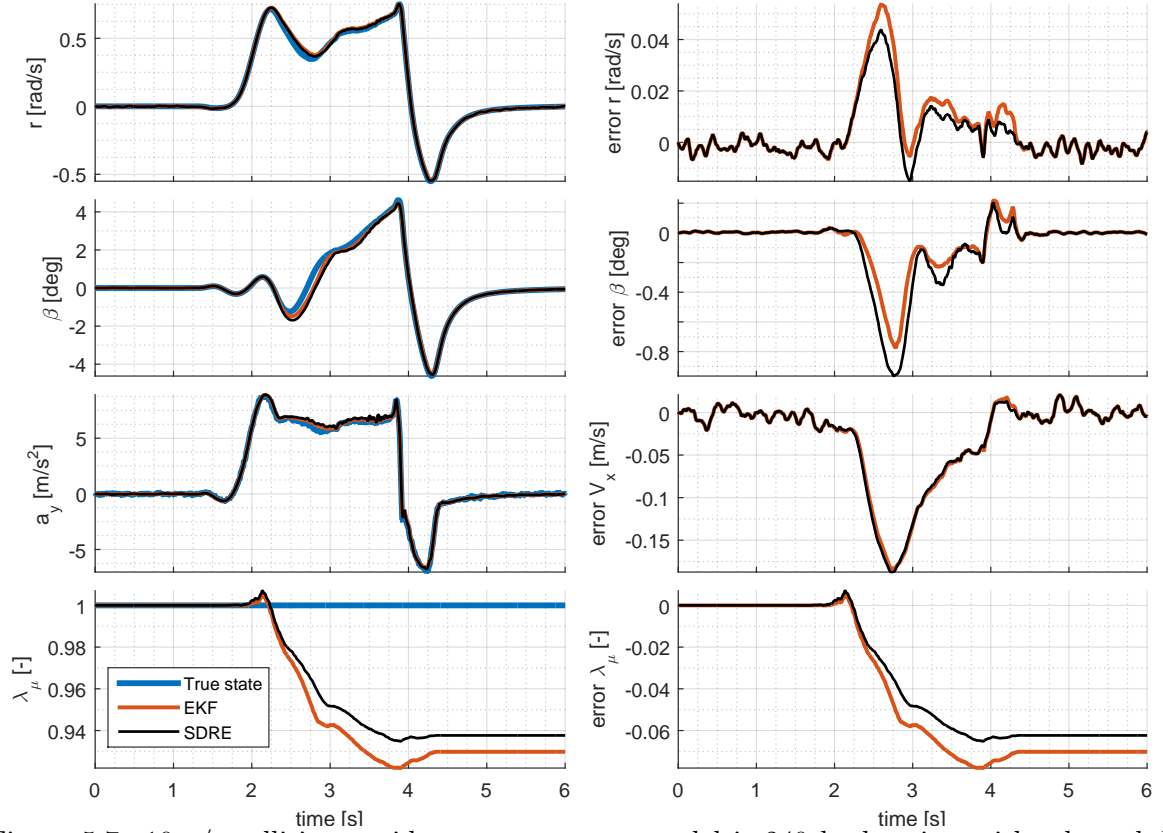 0.5
0
-0.5
r [rad/s]
0.04
0.02
0
error r [rad/s]
4
2
0
-2
-4
β [deg]
0
-0.4
-0.8
error β [deg]
5
0
-5
a_y [m/s²]
0
-0.05
-0.1
-0.15
error V_x [m/s]
1
0.98
0.96
0.94
λ_μ [-]
True state
EKF
SDRE
0 1 2 3 4 5 6
time [s]
0
-0.02
-0.04
-0.06
error λ_μ [-]
0 1 2 3 4 5 6
time [s]